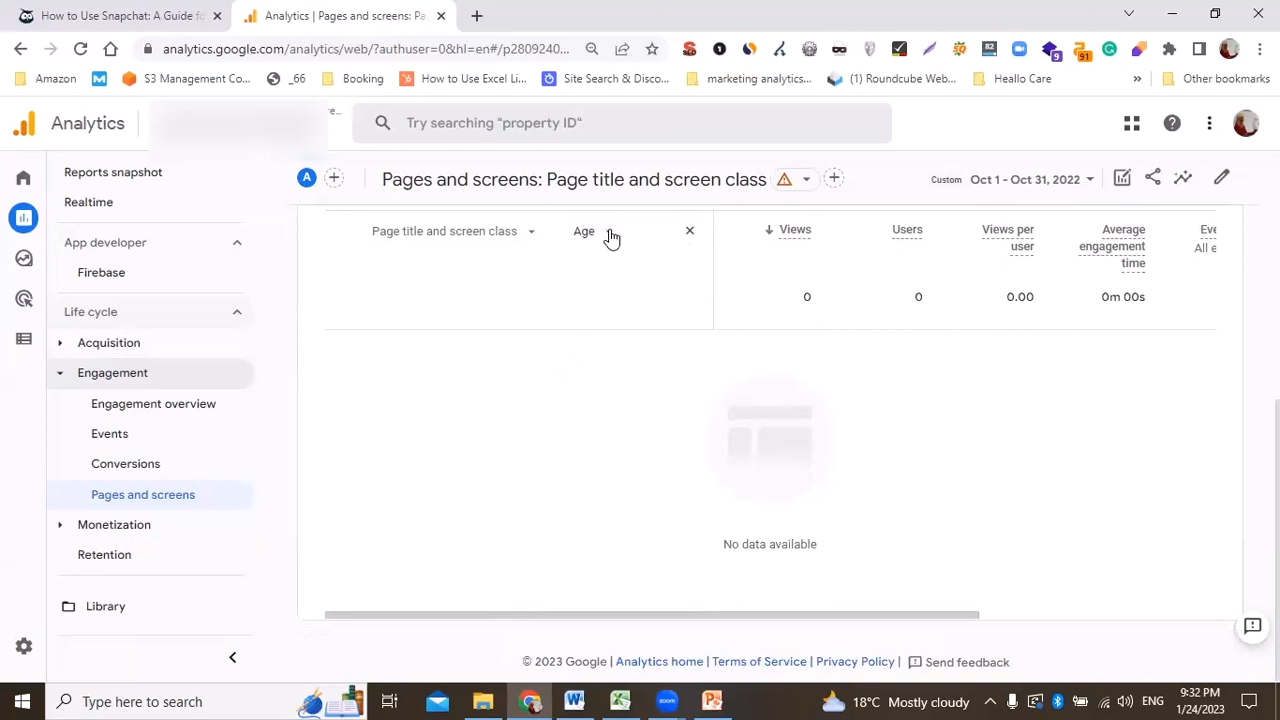 How to Use Snapchat: A Guide fo
Analytics | Pages and screens: Pa
analytics.google.com/analytics/web/?authuser=0&hl=en#/p2809240...
Amazon
S3 Management Co...
_66
Booking
How to Use Excel Li...
Site Search & Disco...
marketing analytics...
(1) Roundcube Web...
Heallo Care
Other bookmarks
82
9
91
Analytics
e...
Try searching “property ID”
Reports snapshot
Realtime
App developer
Firebase
Life cycle
Acquisition
Engagement
Engagement overview
Events
Conversions
Pages and screens
Monetization
Retention
Library
A
Pages and screens: Page title and screen class
Custom
Oct 1 - Oct 31, 2022
Page title and screen class
Age
Views
Users
Views per
user
Average
engagement
time
Eve
All e
0
0
0.00
0m 00s
No data available
© 2023 Google | Analytics home | Terms of Service | Privacy Policy | Send feedback
Type here to search
18°C Mostly cloudy
ENG
9:32 PM
1/24/2023